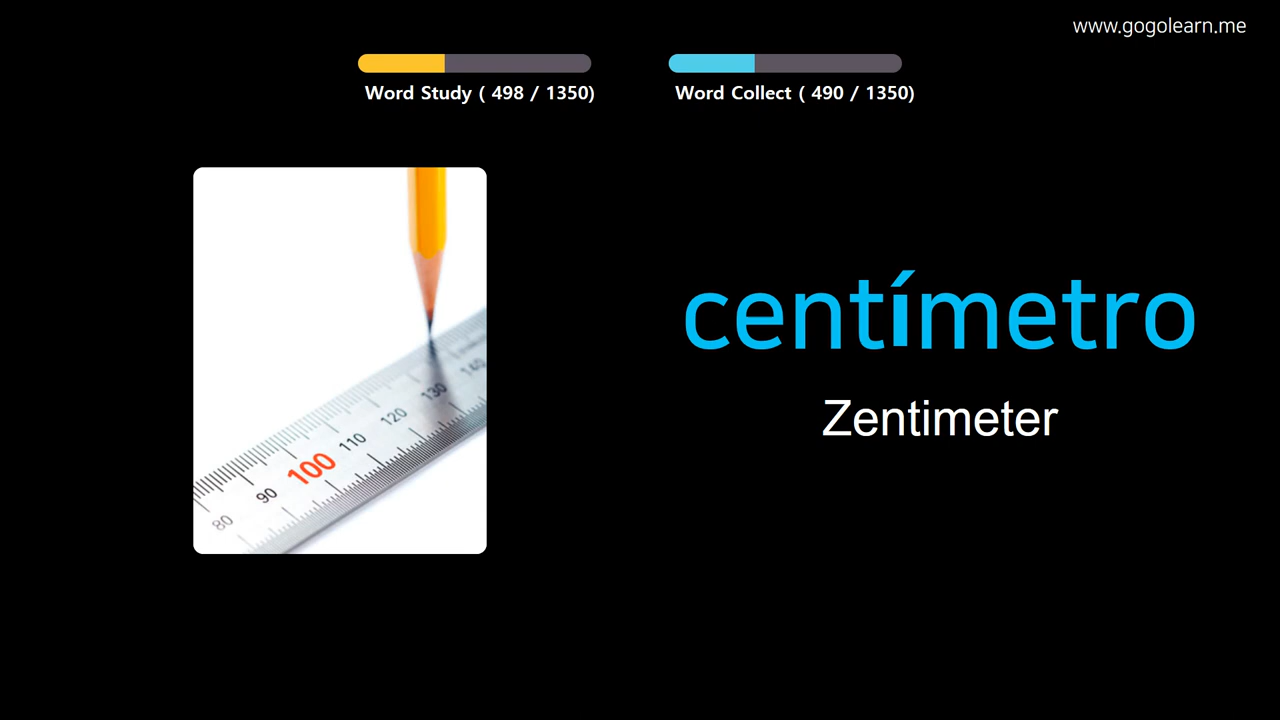 www.gogolearn.me
Word Study ( 498 / 1350)
Word Collect ( 490 / 1350)
centímetro
Zentimeter
80
90
100
110
120
130
140